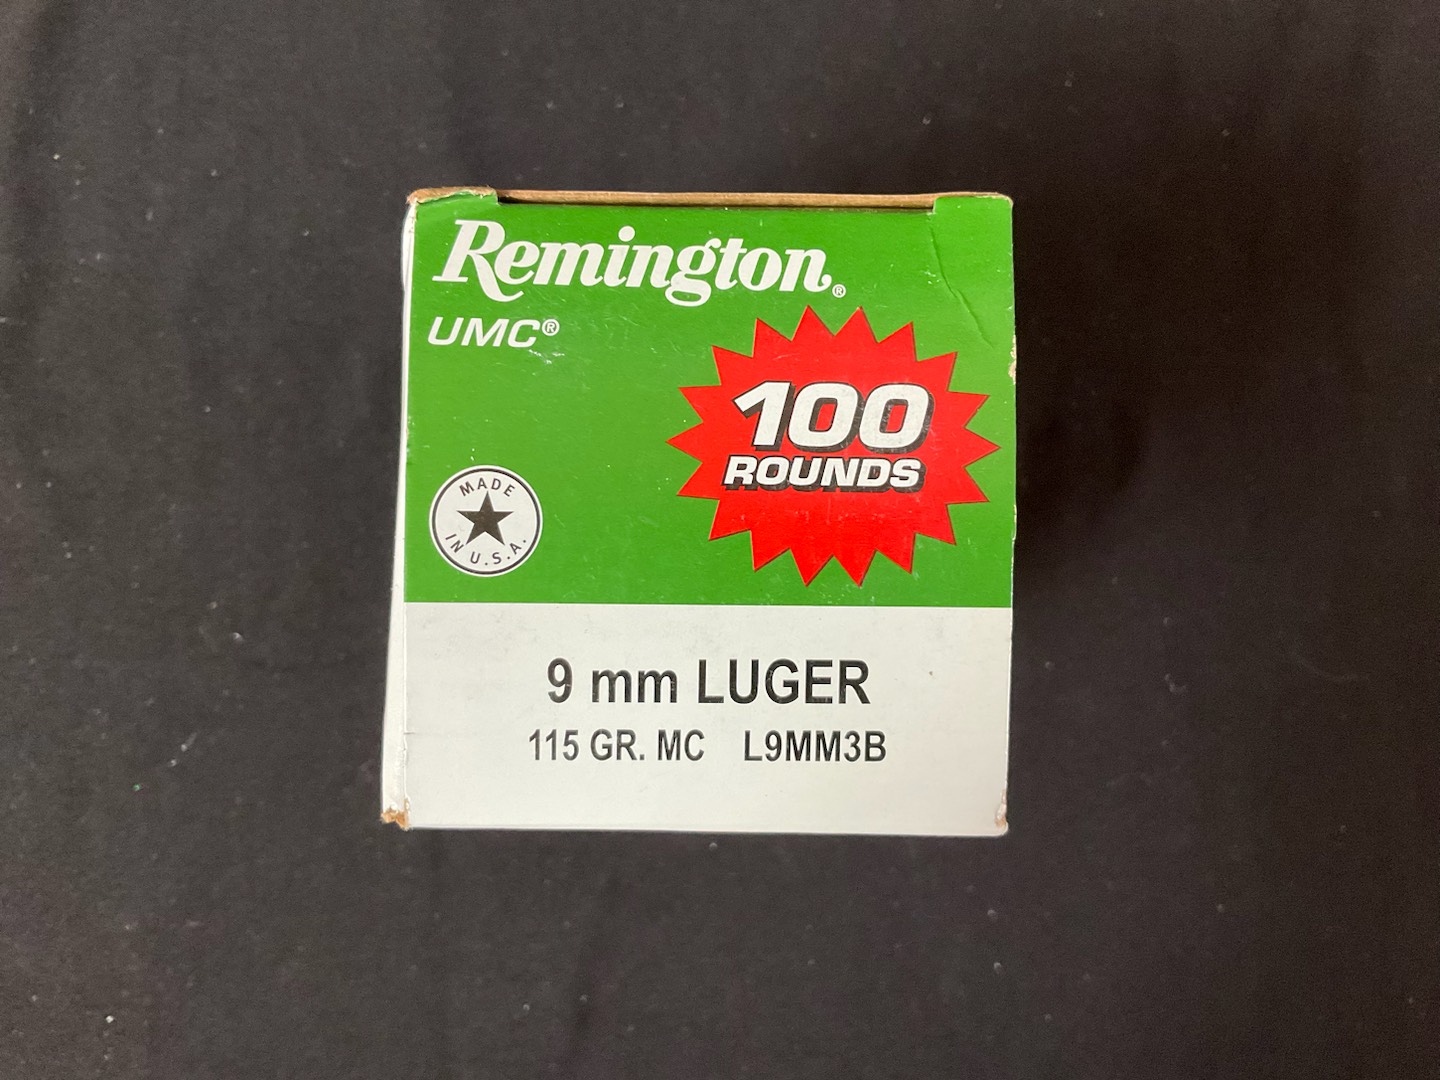 Remington®
UMC®
100
ROUNDS
MADE
IN U.S.A.
9 mm LUGER
115 GR. MC L9MM3B